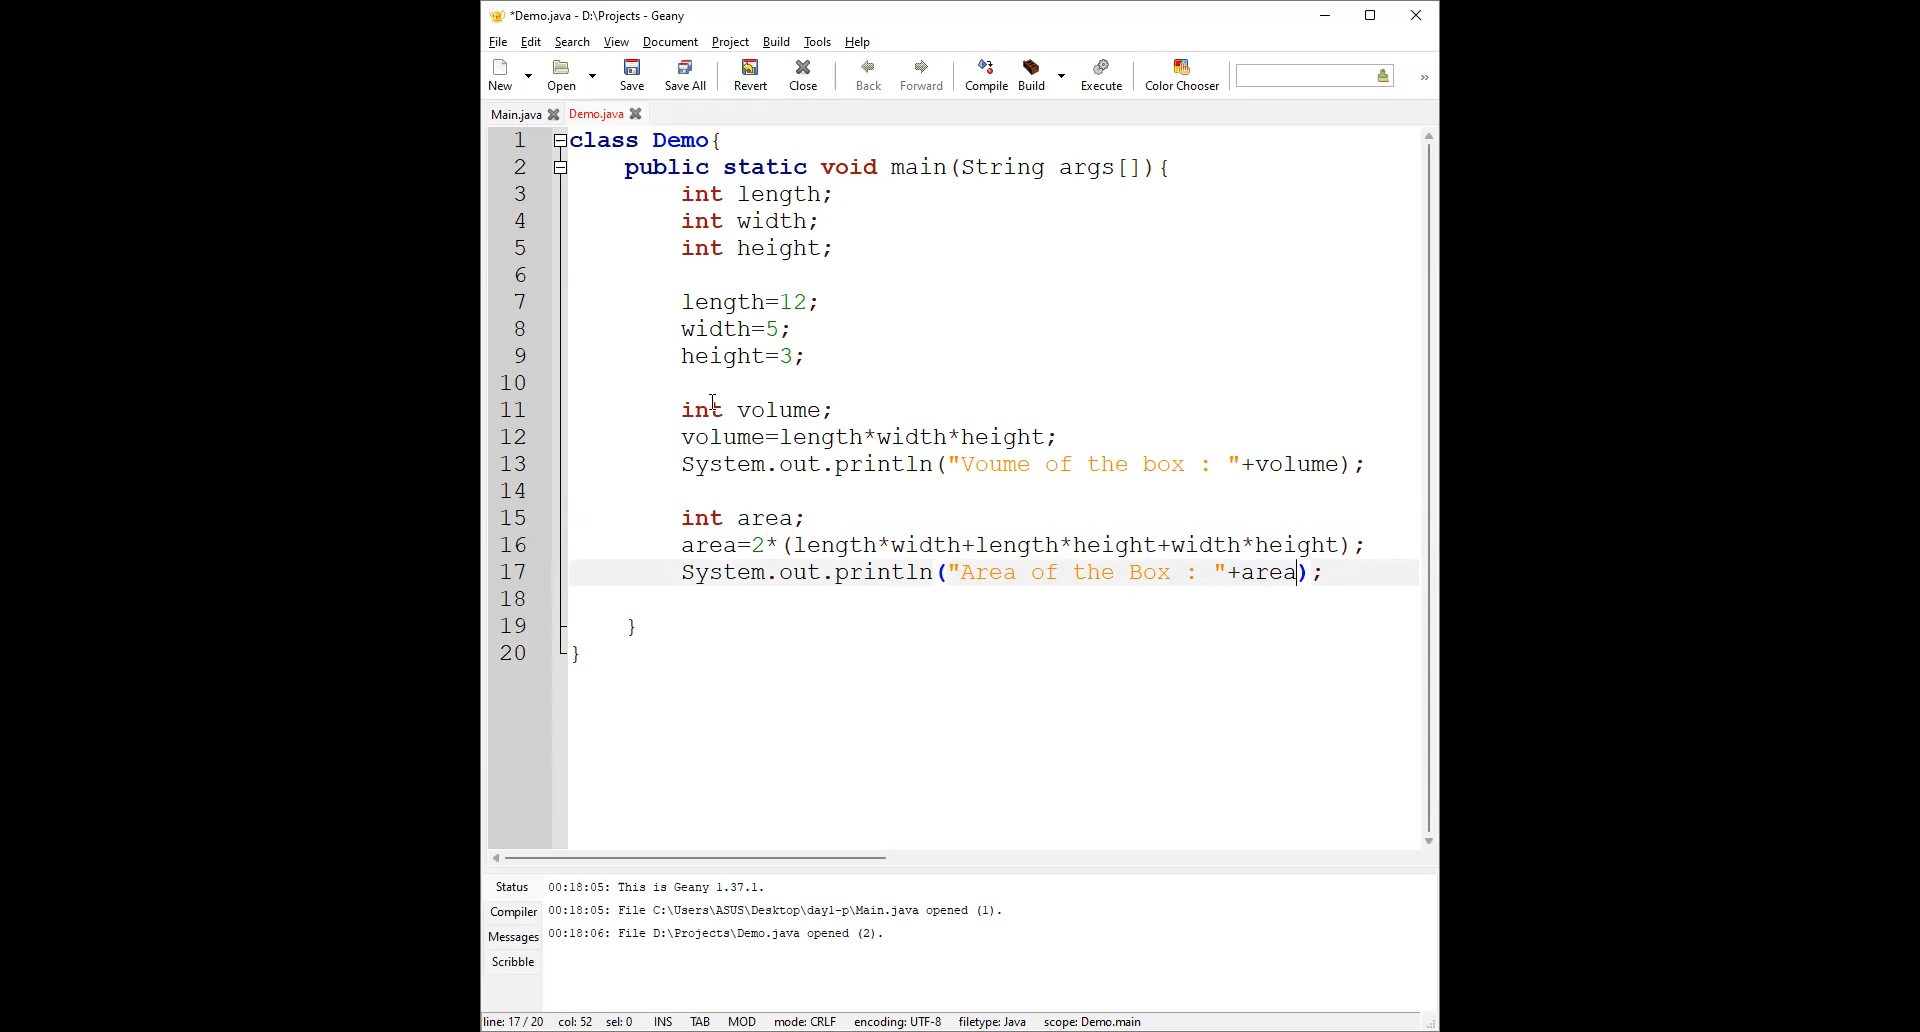 *Demo.java - D:\Projects - Geany
File Edit Search View Document Project Build Tools Help
New Open Save Save All Revert Close Back Forward Compile Build Execute Color Chooser »
Main.java Demo.java
1 class Demo{
2 public static void main(String args[]){
3 int length;
4 int width;
5 int height;
6
7 length=12;
8 width=5;
9 height=3;
10
11 int volume;
12 volume=length*width*height;
13 System.out.println("Voume of the box : "+volume);
14
15 int area;
16 area=2*(length*width+length*height+width*height);
17 System.out.println("Area of the Box : "+area);
18
19 }
20 }
Status 00:18:05: This is Geany 1.37.1.
Compiler 00:18:05: File C:\Users\ASUS\Desktop\day1-p\Main.java opened (1).
Messages 00:18:06: File D:\Projects\Demo.java opened (2).
Scribble
line: 17 / 20 col: 52 sel: 0 INS TAB MOD mode: CRLF encoding: UTF-8 filetype: Java scope: Demo.main